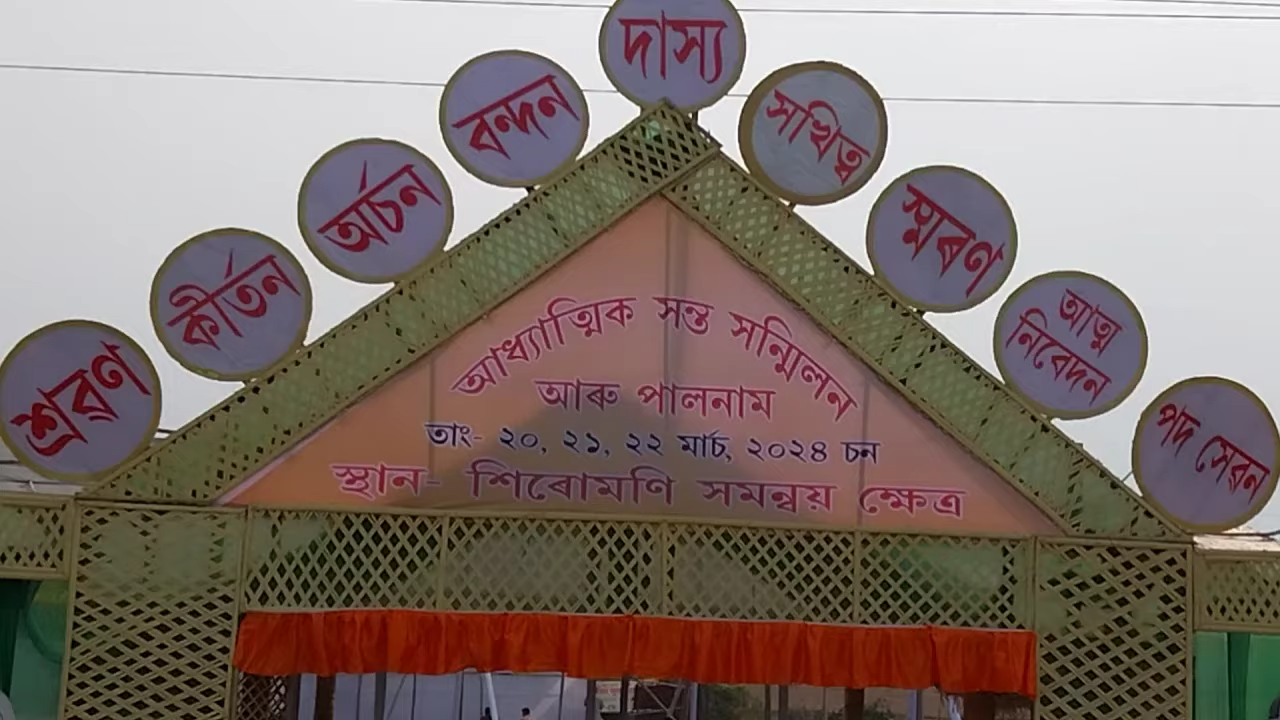 শ্ৰৱণ
কীৰ্তন
অৰ্চন
বন্দন
দাস্য
সখিত্ব
স্মৰণ
আত্ম
নিবেদন
পদ সেৱন
আধ্যাত্মিক সন্ত সন্মিলন
আৰু পালনাম
তাং- ২০, ২১, ২২ মাৰ্চ, ২০২৪ চন
স্থান- শিৰোমণি সমন্বয় ক্ষেত্ৰ